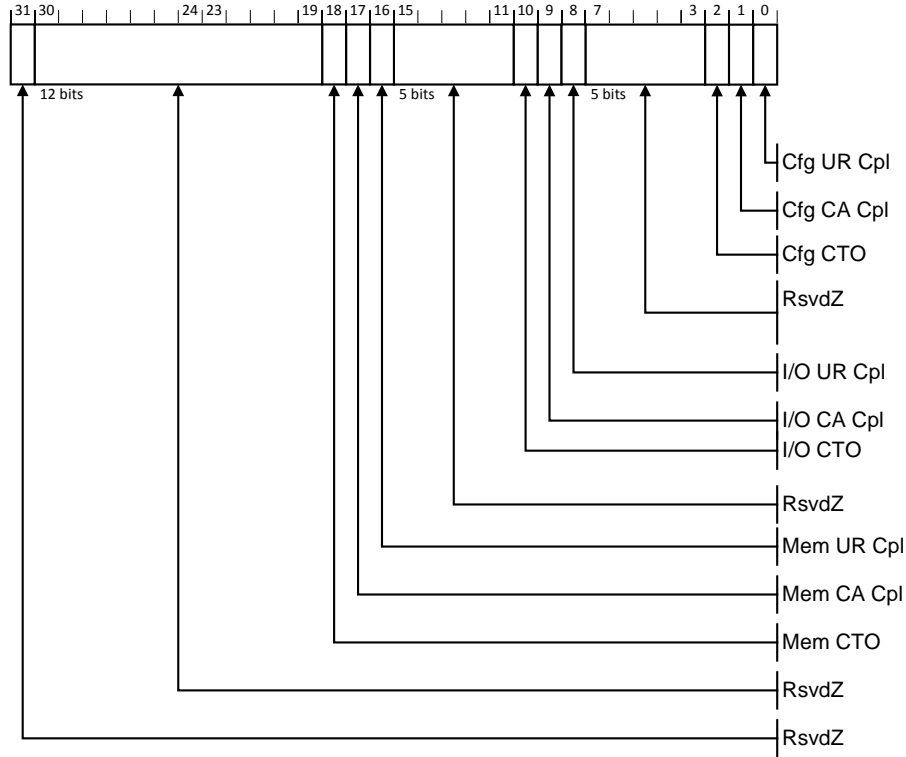 31 30 24 23 19 18 17 16 15 11 10 9 8 7 3 2 1 0
12 bits 5 bits 5 bits
Cfg UR Cpl
Cfg CA Cpl
Cfg CTO
RsvdZ
I/O UR Cpl
I/O CA Cpl
I/O CTO
RsvdZ
Mem UR Cpl
Mem CA Cpl
Mem CTO
RsvdZ
RsvdZ